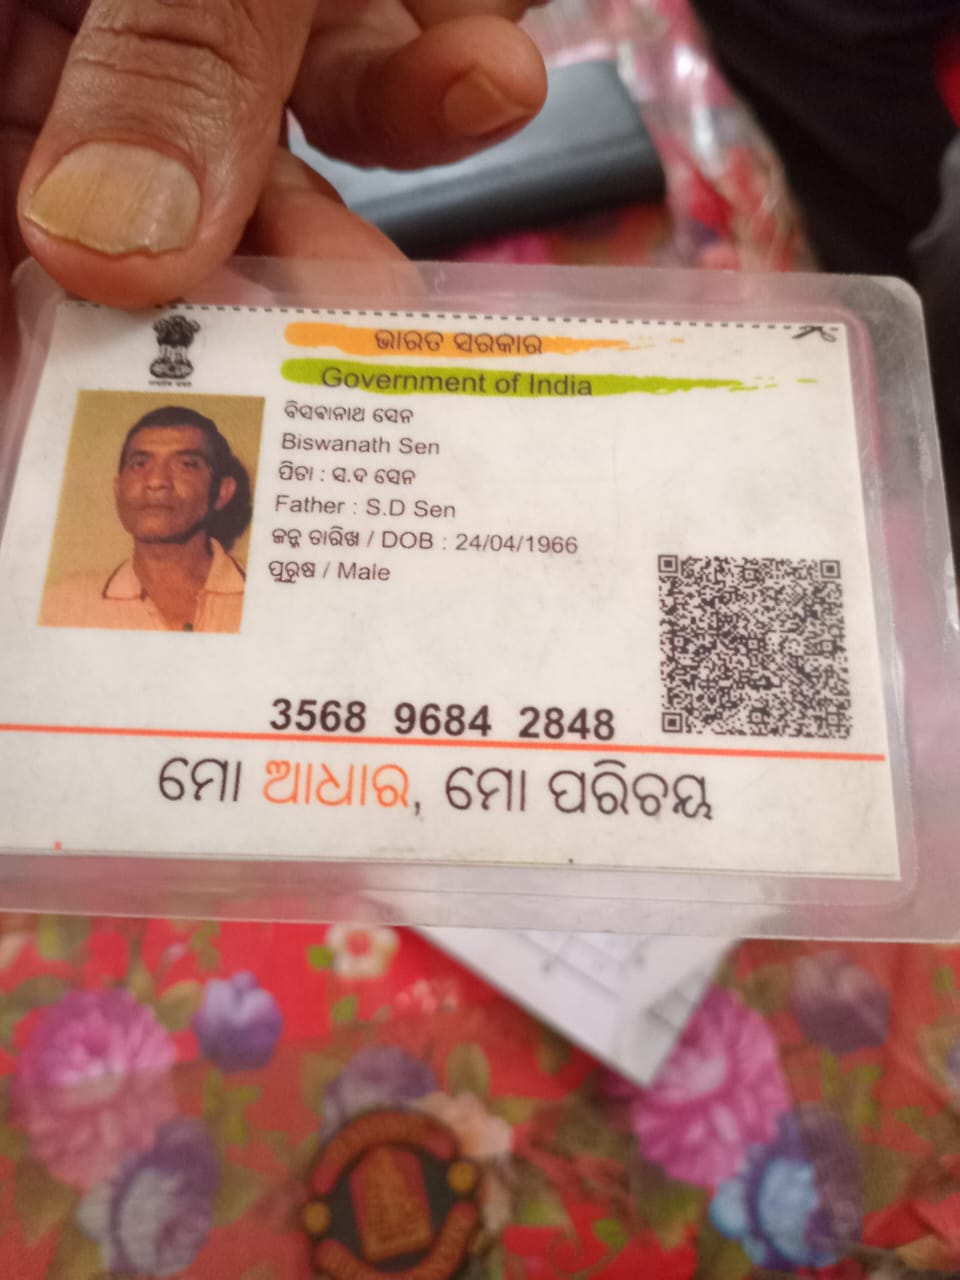 ଭାରତ ସରକାର
Government of India
ବିସଵାନାଥ ସେନ
Biswanath Sen
ପିତା : ସ.ଦ ସେନ
Father : S.D Sen
ଜନ୍ମ ତାରିଖ / DOB : 24/04/1966
ପୁରୁଷ / Male
3568 9684 2848
ମୋ ଆଧାର, ମୋ ପରିଚୟ